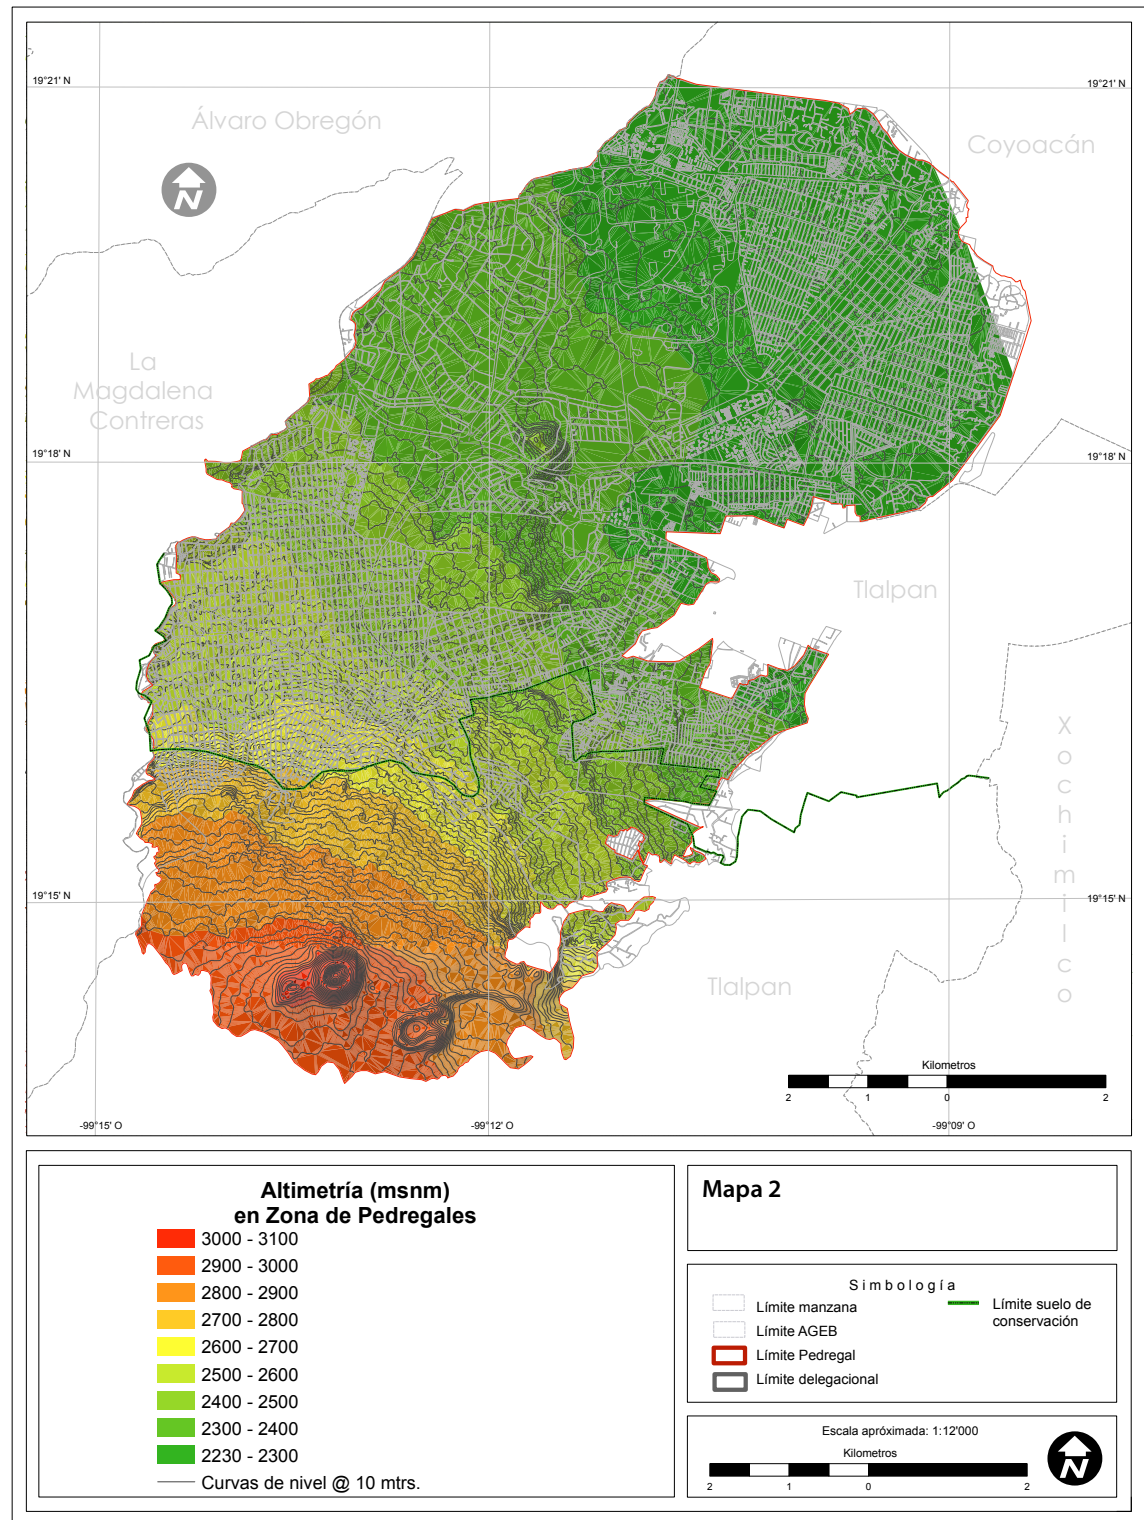 19°21' N
19°21' N
Álvaro Obregón
Coyoacán
N
La
Magdalena
Contreras
19°18' N
19°18' N
Tlalpan
Xochimilco
19°15' N
19°15' N
Tlalpan
Kilometros
2 1 0 2
-99°15' O
-99°12' O
-99°09' O
Altimetría (msnm)
en Zona de Pedregales
3000 - 3100
2900 - 3000
2800 - 2900
2700 - 2800
2600 - 2700
2500 - 2600
2400 - 2500
2300 - 2400
2230 - 2300
Curvas de nivel @ 10 mtrs.
Mapa 2
Simbología
Límite manzana
Límite AGEB
Límite Pedregal
Límite delegacional
Límite suelo de
conservación
Escala apróximada: 1:12'000
Kilometros
2 1 0 2
N